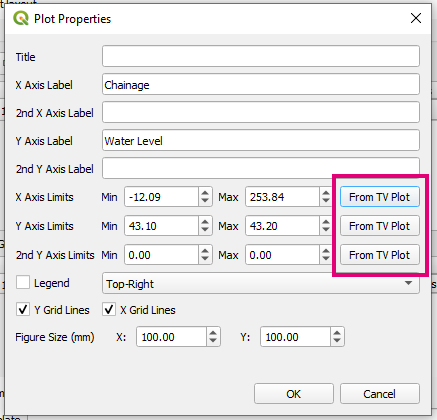 Plot Properties
Title
X Axis Label Chainage
2nd X Axis Label
Y Axis Label Water Level
2nd Y Axis Label
X Axis Limits Min -12.09 Max 253.84 From TV Plot
Y Axis Limits Min 43.10 Max 43.20 From TV Plot
2nd Y Axis Limits Min 0.00 Max 0.00 From TV Plot
Legend Top-Right
Y Grid Lines X Grid Lines
Figure Size (mm) X: 100.00 Y: 100.00
OK Cancel